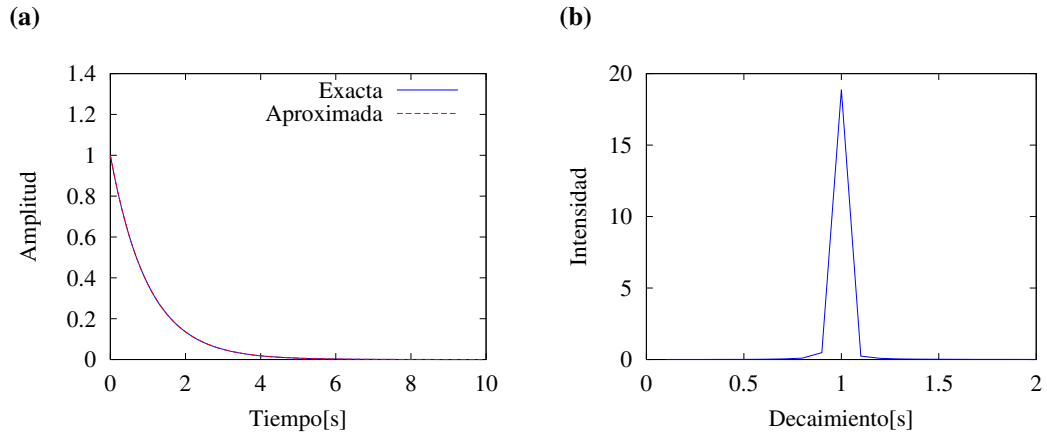 (a)
(b)
1.4
1.2
1
0.8
0.6
0.4
0.2
0
Amplitud
Exacta
Aproximada
0 2 4 6 8 10
Tiempo[s]
20
15
10
5
0
Intensidad
0 0.5 1 1.5 2
Decaimiento[s]